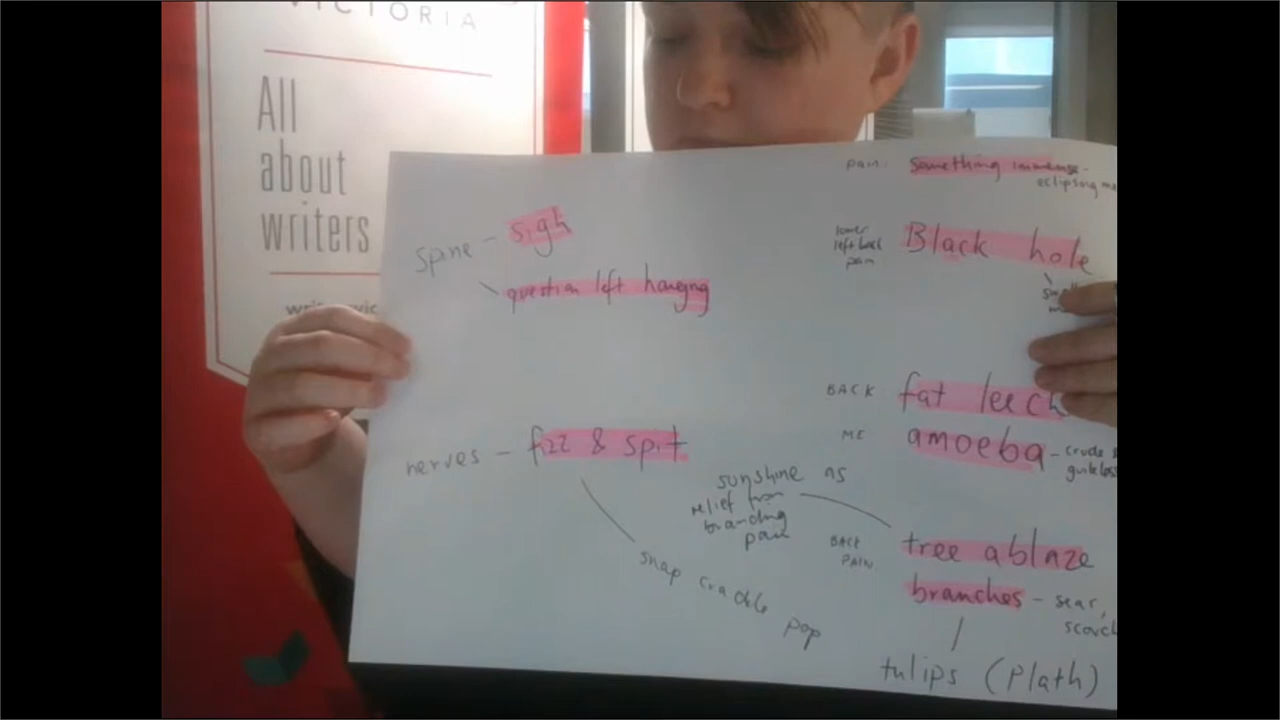 VICTORIA
All
about
writers
spine - sigh
question left hanging
nerves - fizz & spit
snap crackle
pop
pain: something immense -
eclipsing me
lower
left back
pain
Black hole
BACK
fat leech
ME
amoeba - crude
sunshine as
relief from
branding
pain
BACK
PAIN
tree ablaze
branches - sear,
scorch
tulips (Plath)